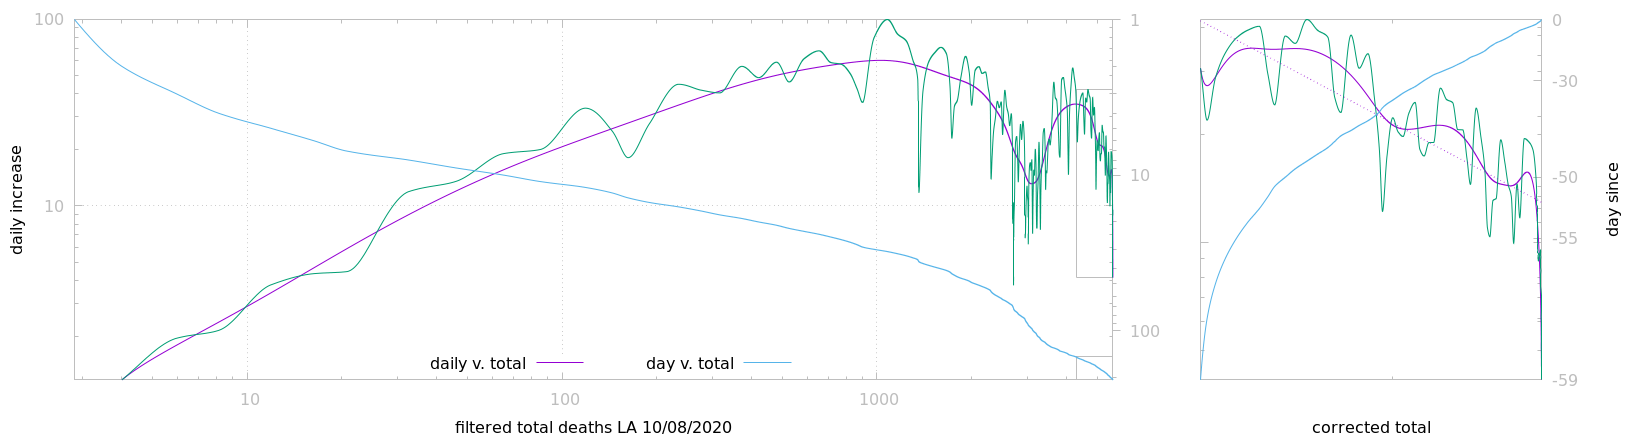 100
10
daily increase
10
100
1000
filtered total deaths LA 10/08/2020
daily v. total
day v. total
1
10
100
0
-30
-50
-55
-59
day since
corrected total